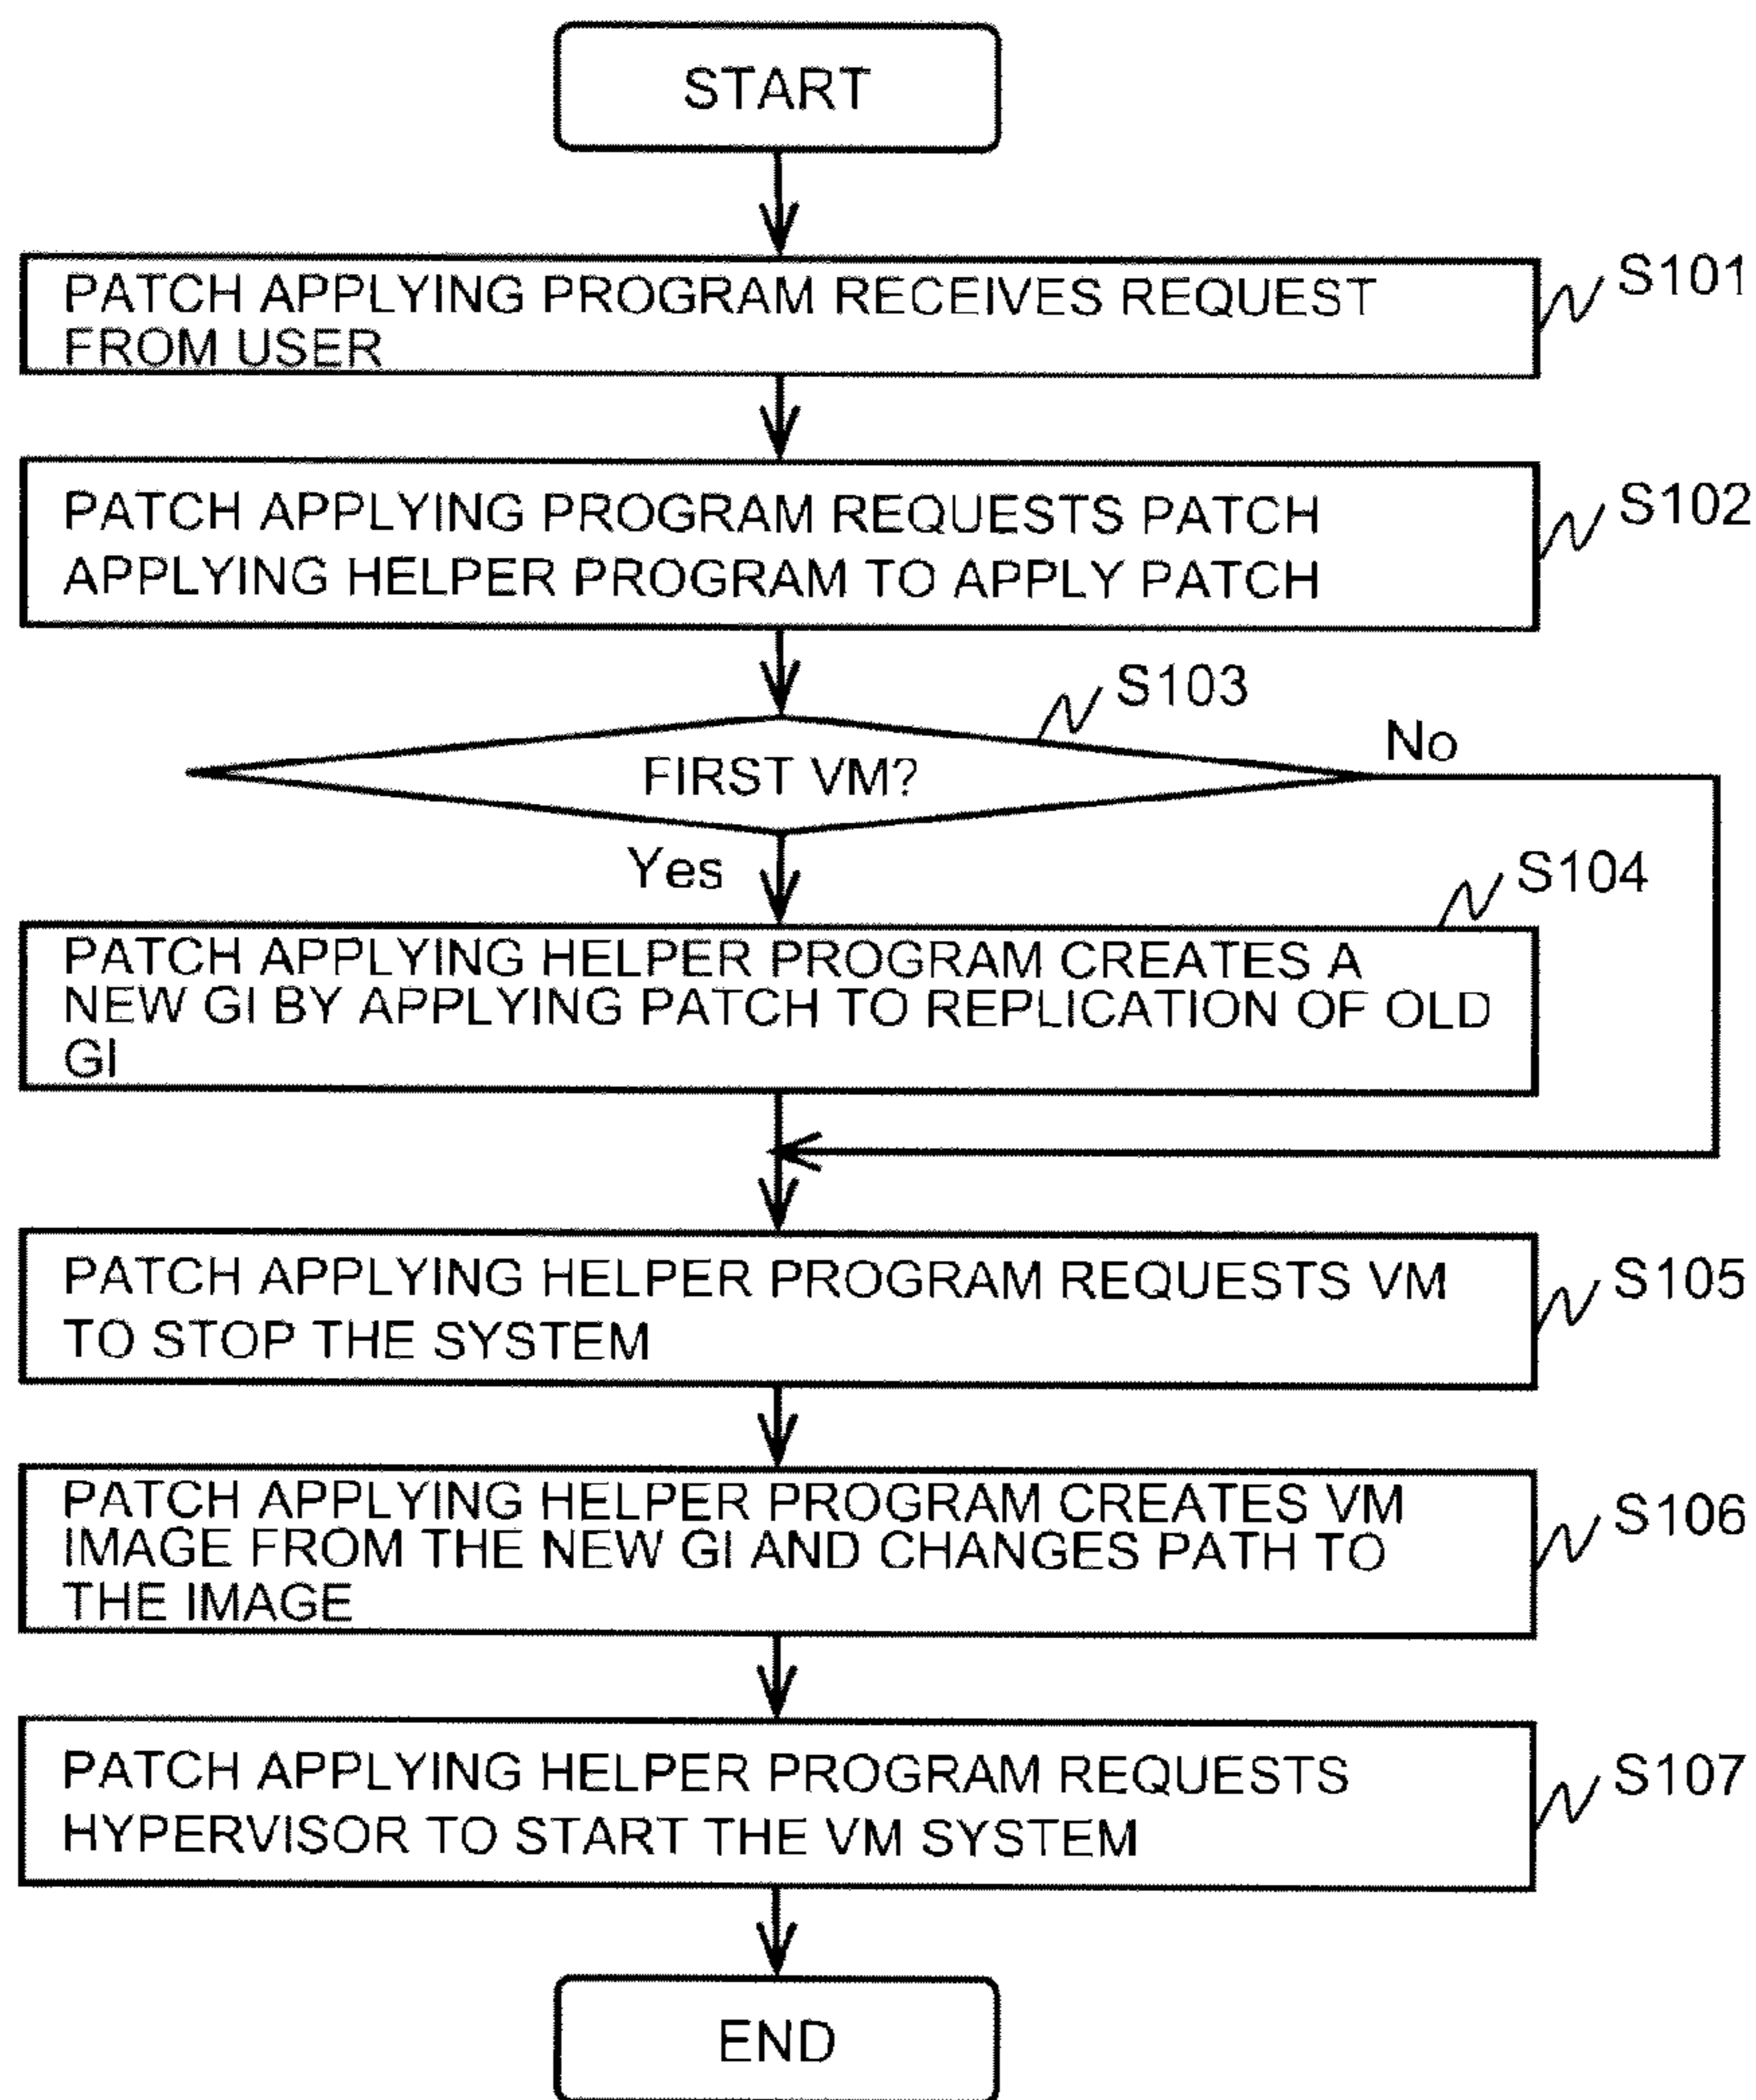 START
PATCH APPLYING PROGRAM RECEIVES REQUEST
FROM USER
S101
PATCH APPLYING PROGRAM REQUESTS PATCH
APPLYING HELPER PROGRAM TO APPLY PATCH
S102
S103
FIRST VM?
No
Yes
S104
PATCH APPLYING HELPER PROGRAM CREATES A
NEW GI BY APPLYING PATCH TO REPLICATION OF OLD
GI
PATCH APPLYING HELPER PROGRAM REQUESTS VM
TO STOP THE SYSTEM
S105
PATCH APPLYING HELPER PROGRAM CREATES VM
IMAGE FROM THE NEW GI AND CHANGES PATH TO
THE IMAGE
S106
PATCH APPLYING HELPER PROGRAM REQUESTS
HYPERVISOR TO START THE VM SYSTEM
S107
END